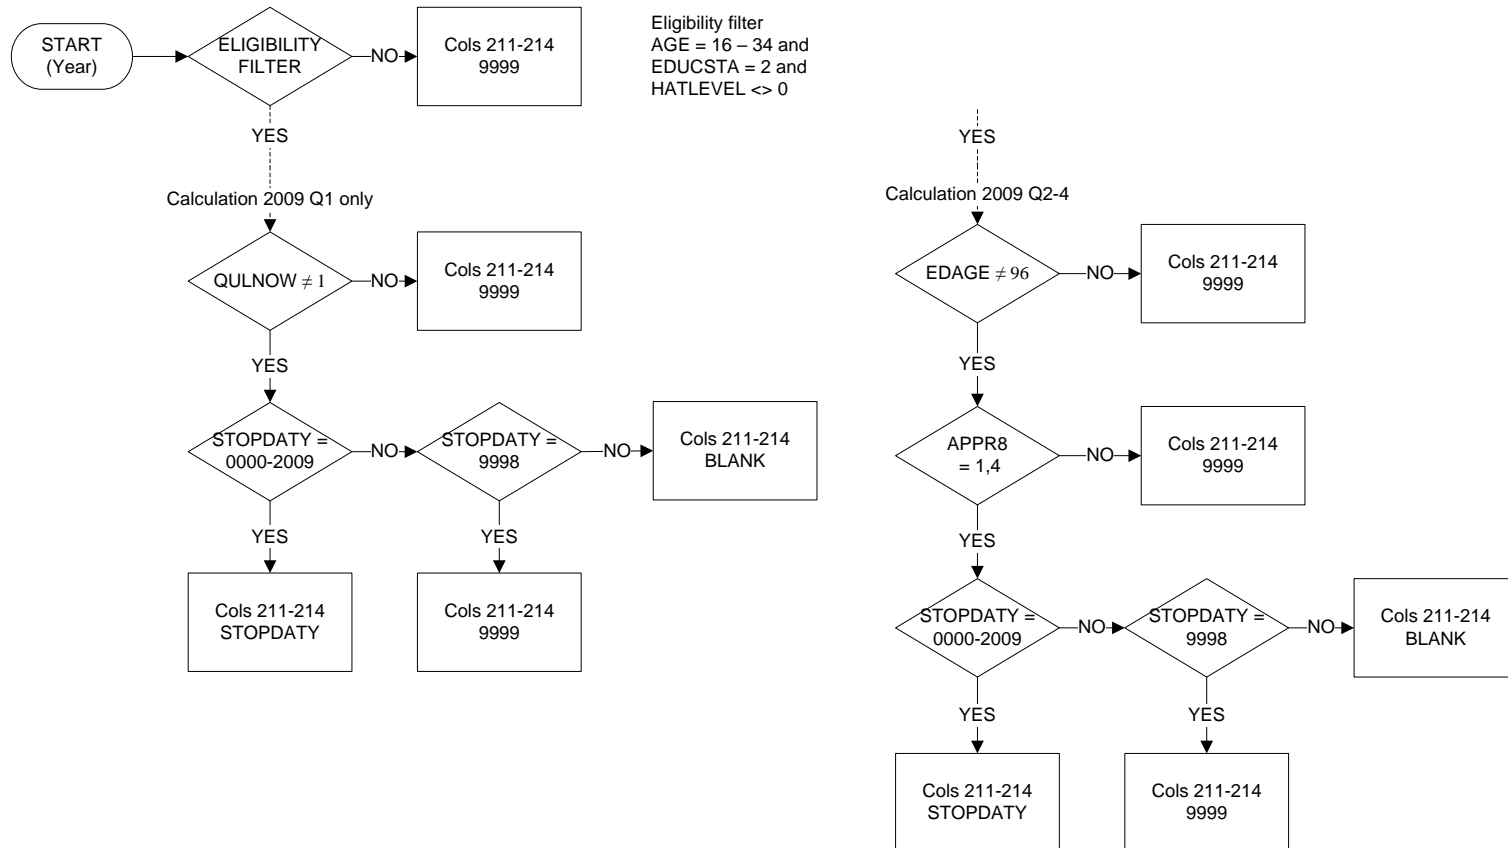 START
(Year)
ELIGIBILITY
FILTER
NO
Cols 211-214
9999
Eligibility filter
AGE = 16 – 34 and
EDUCSTA = 2 and
HATLEVEL <> 0
YES
Calculation 2009 Q1 only
QULNOW ≠ 1
NO
Cols 211-214
9999
YES
STOPDATY =
0000-2009
NO
STOPDATY =
9998
NO
Cols 211-214
BLANK
YES
YES
Cols 211-214
STOPDATY
Cols 211-214
9999
YES
Calculation 2009 Q2-4
EDAGE ≠ 96
NO
Cols 211-214
9999
YES
APPR8
= 1,4
NO
Cols 211-214
9999
YES
STOPDATY =
0000-2009
NO
STOPDATY =
9998
NO
Cols 211-214
BLANK
YES
YES
Cols 211-214
STOPDATY
Cols 211-214
9999